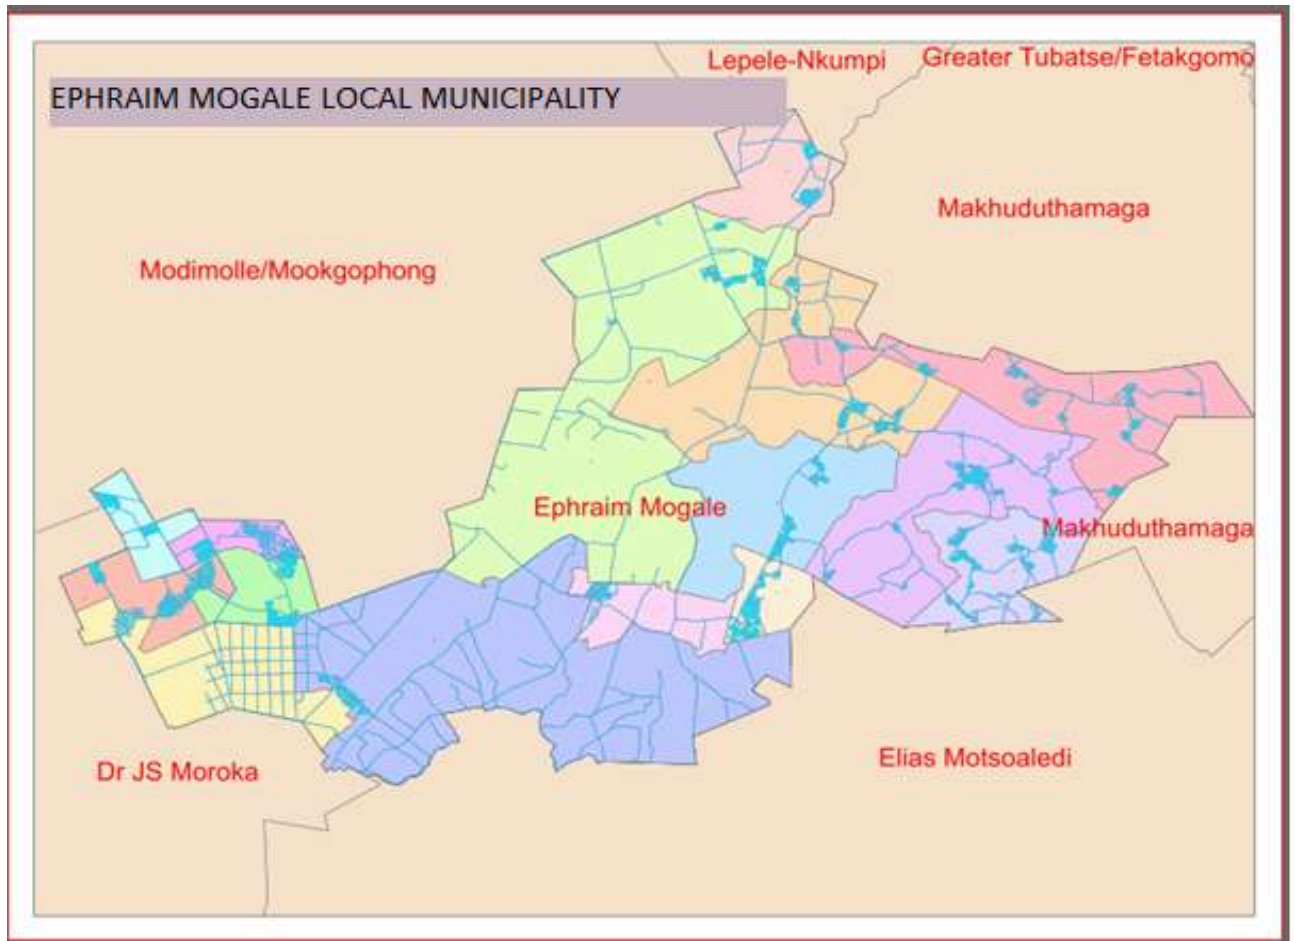 Lepele-Nkumpi
Greater Tubatse/Fetakgomo
EPHRAIM MOGALE LOCAL MUNICIPALITY
Makhuduthamaga
Modimolle/Mookgophong
Ephraim Mogale
Makhuduthamaga
Elias Motsoaledi
Dr JS Moroka